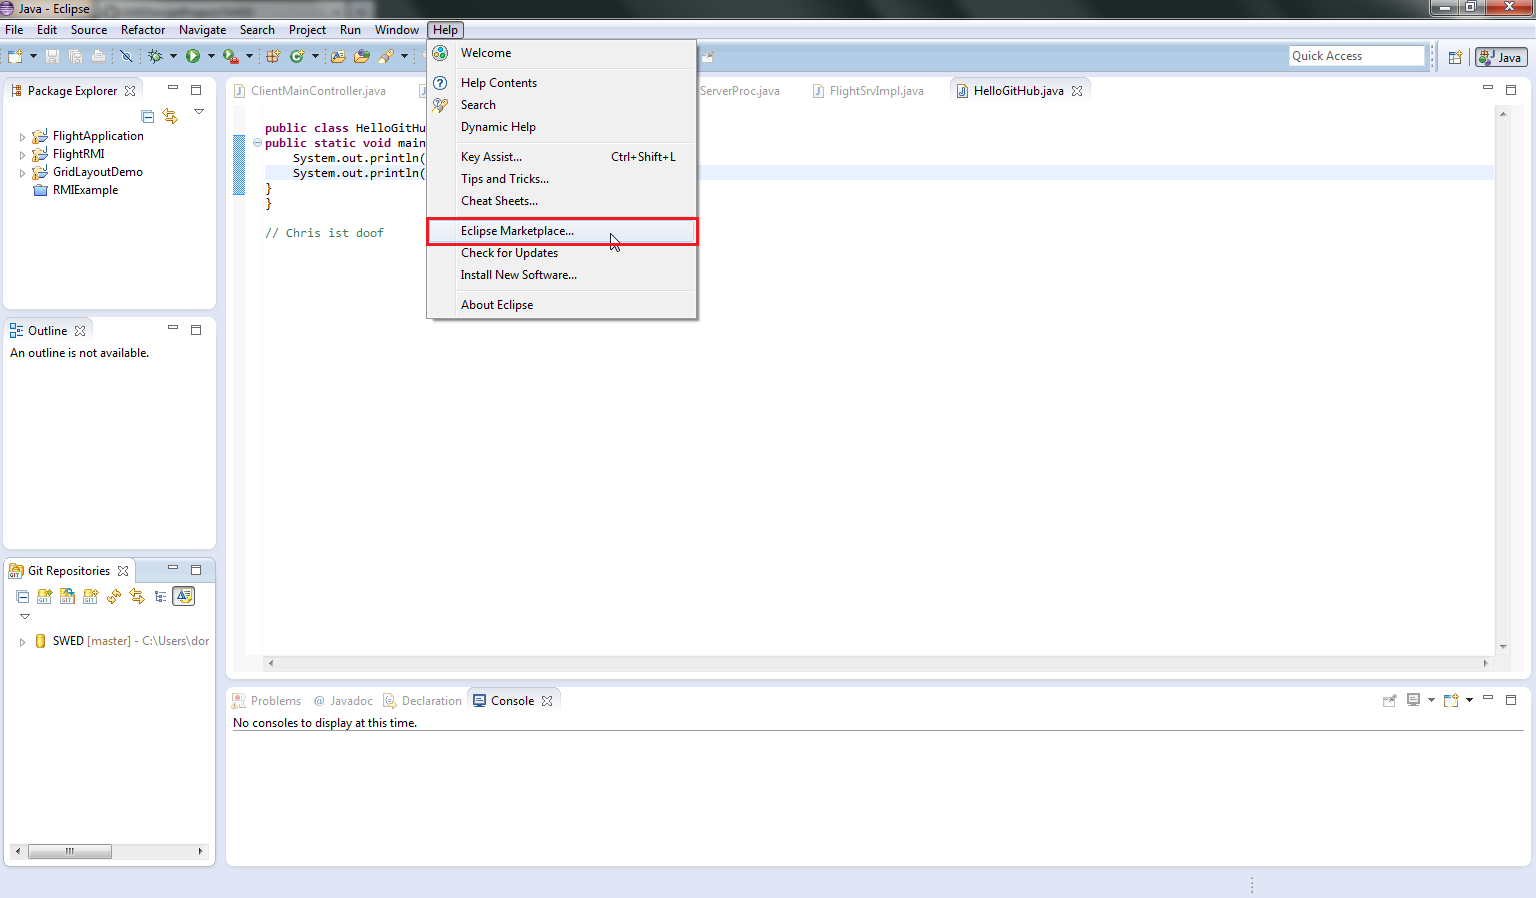 Java - Eclipse
File Edit Source Refactor Navigate Search Project Run Window Help
Quick Access
Java
Package Explorer
FlightApplication
FlightRMI
GridLayoutDemo
RMIExample
Outline
An outline is not available.
Git Repositories
SWED [master] - C:\Users\dor
ClientMainController.java
ServerProc.java
FlightSrvImpl.java
HelloGitHub.java
public class HelloGitHu
public static void main
System.out.println(
System.out.println(
}
}
// Chris ist doof
Welcome
Help Contents
Search
Dynamic Help
Key Assist... Ctrl+Shift+L
Tips and Tricks...
Cheat Sheets...
Eclipse Marketplace...
Check for Updates
Install New Software...
About Eclipse
Problems @ Javadoc Declaration Console
No consoles to display at this time.